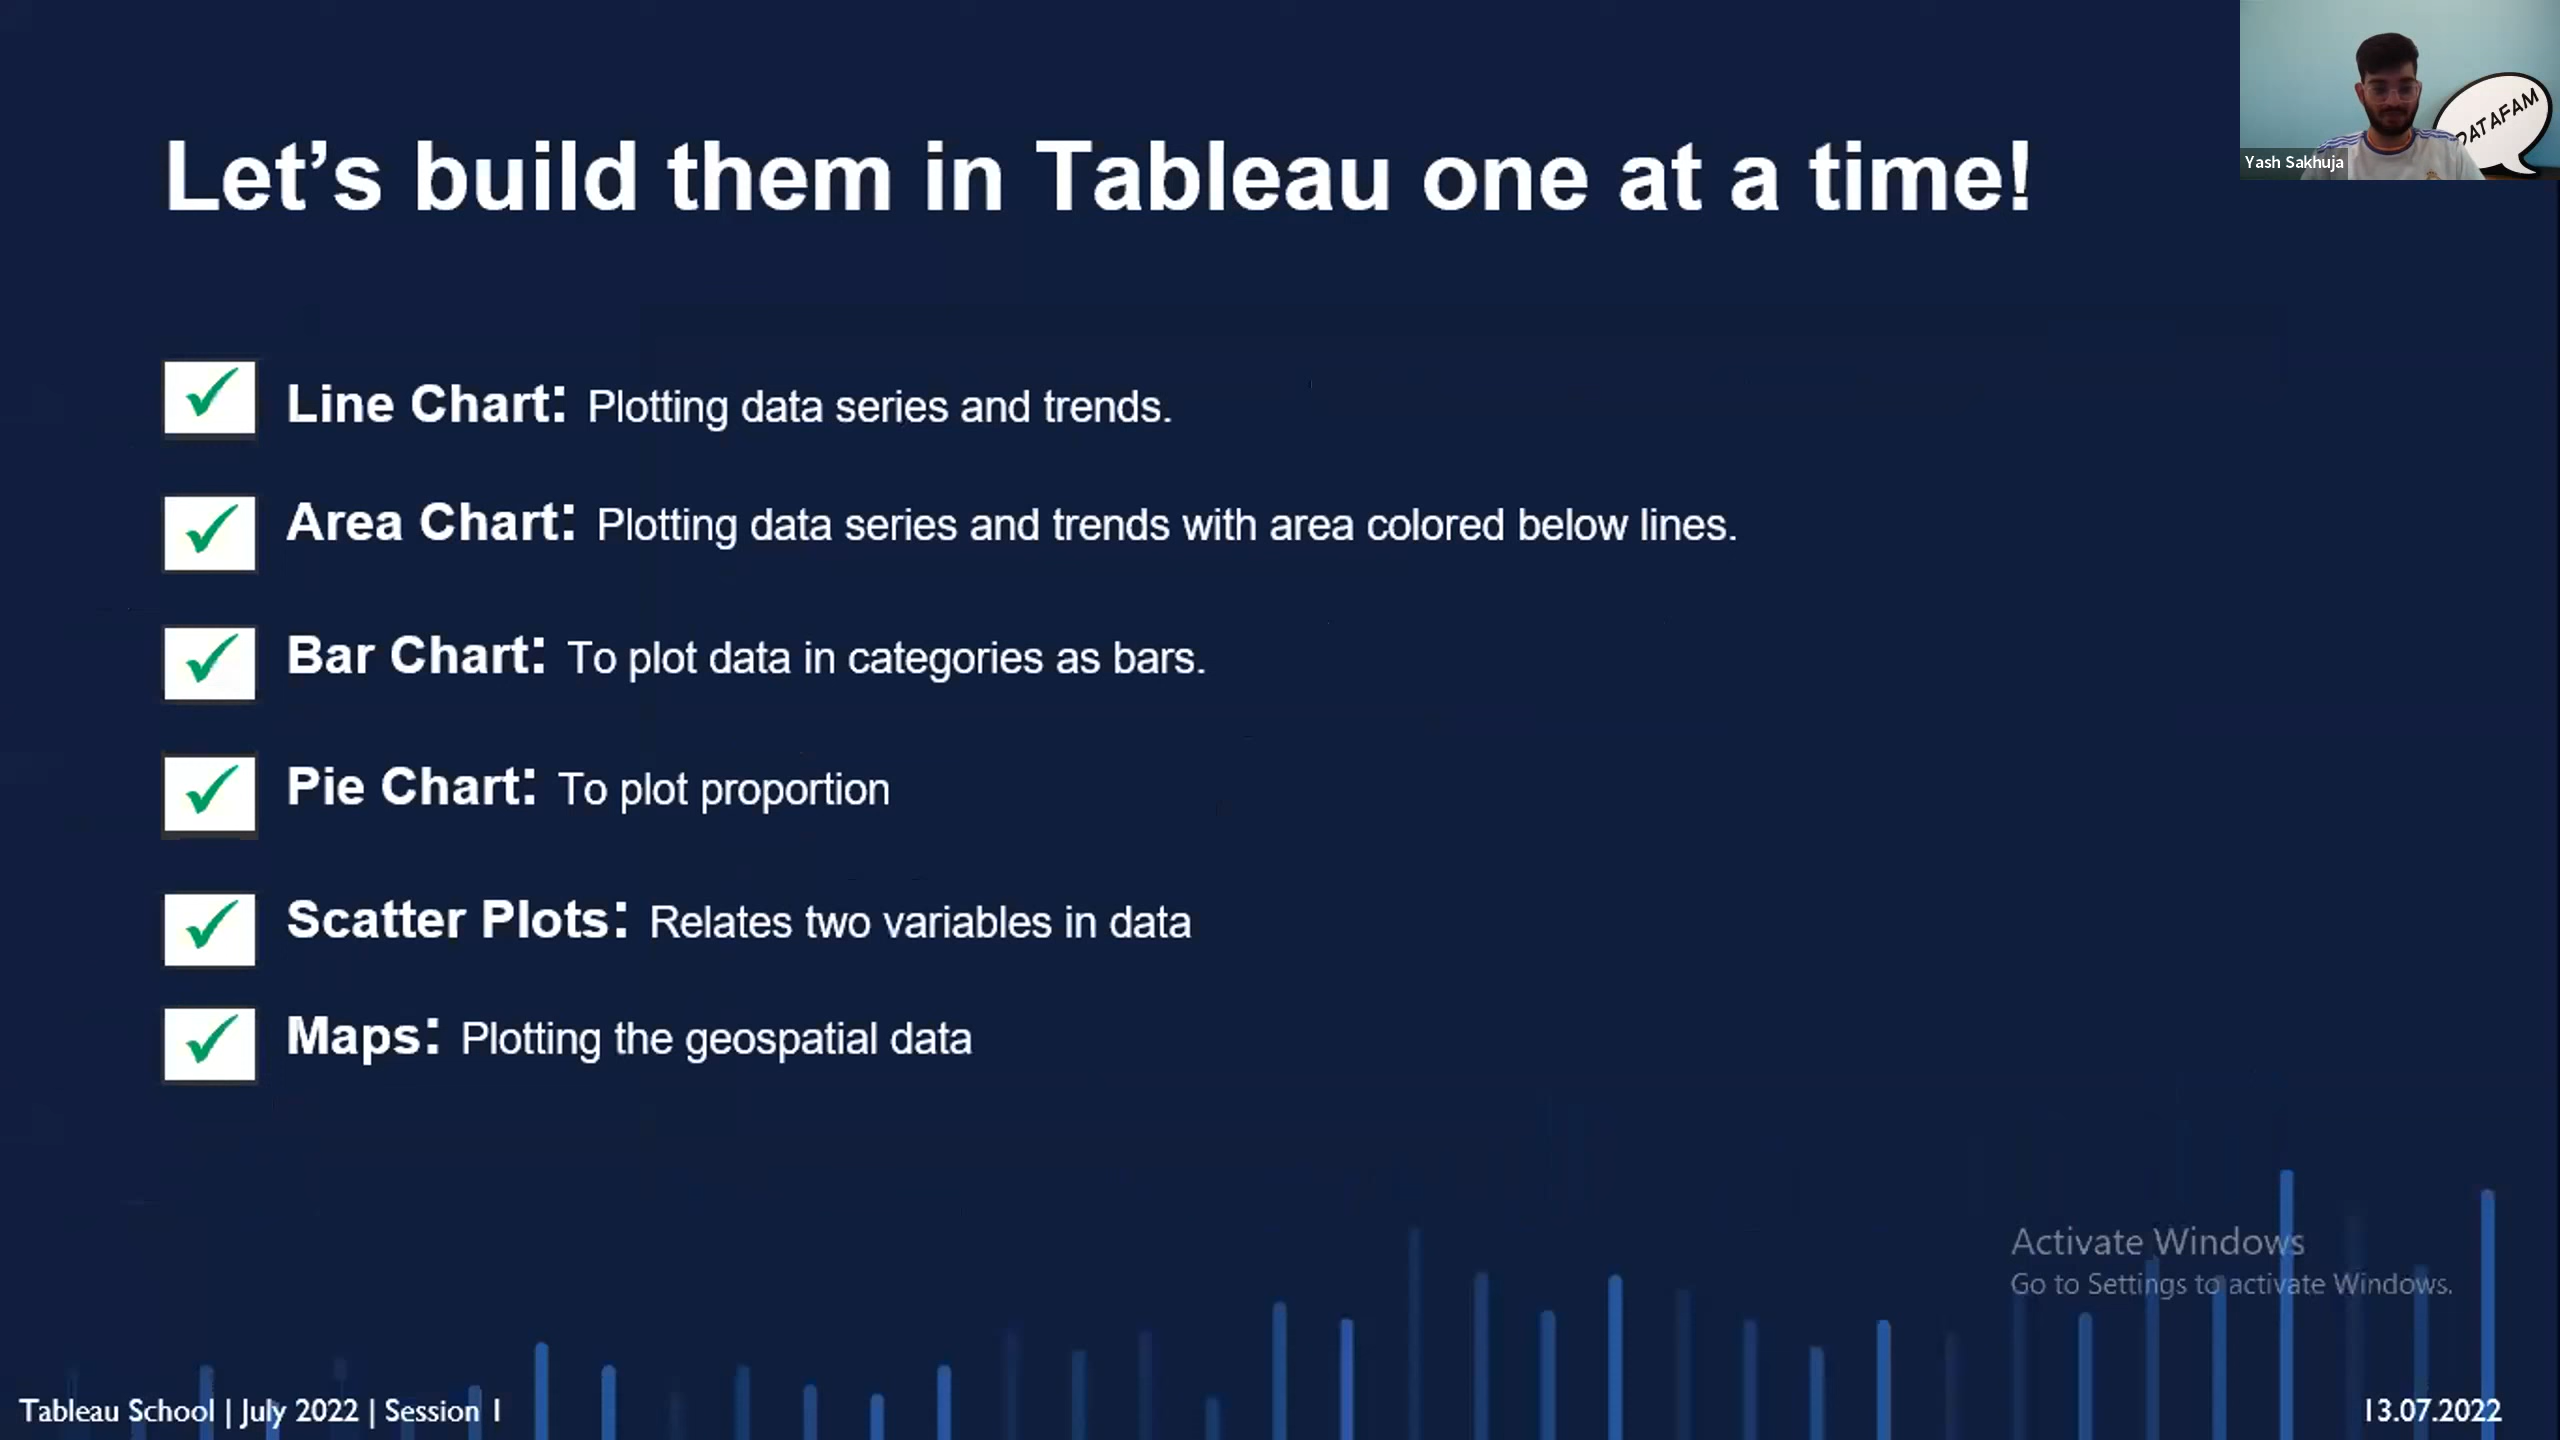 Let’s build them in Tableau one at a time!
DATAFAM
Yash Sakhuja
Line Chart: Plotting data series and trends.
Area Chart: Plotting data series and trends with area colored below lines.
Bar Chart: To plot data in categories as bars.
Pie Chart: To plot proportion
Scatter Plots: Relates two variables in data
Maps: Plotting the geospatial data
Activate Windows
Go to Settings to activate Windows.
Tableau School | July 2022 | Session 1
13.07.2022